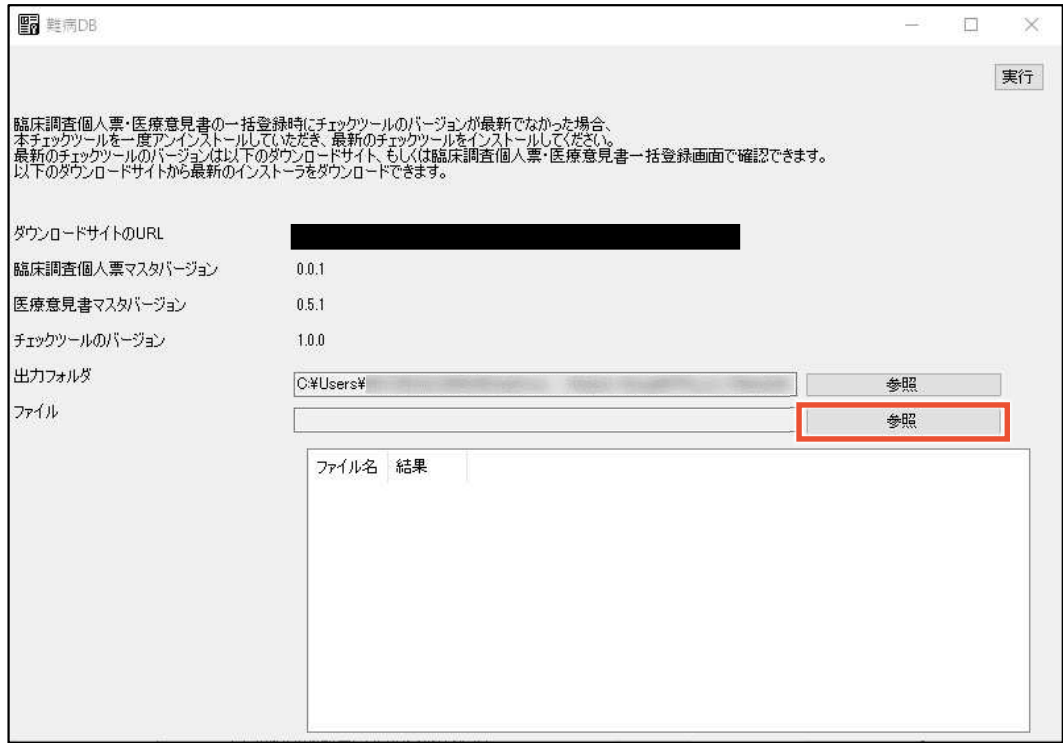 難病DB
実行
臨床調査個人票・医療意見書の一括登録時にチェックツールのバージョンが最新でなかった場合、
本チェックツールを一度アンインストールしていただき、最新のチェックツールをインストールしてください。
最新のチェックツールのバージョンは以下のダウンロードサイト、もしくは臨床調査個人票・医療意見書一括登録画面で確認できます。
以下のダウンロードサイトから最新のインストーラをダウンロードできます。
ダウンロードサイトのURL
臨床調査個人票マスタバージョン 0.0.1
医療意見書マスタバージョン 0.5.1
チェックツールのバージョン 1.0.0
出力フォルダ C:¥Users¥ 参照
ファイル 参照
ファイル名 結果